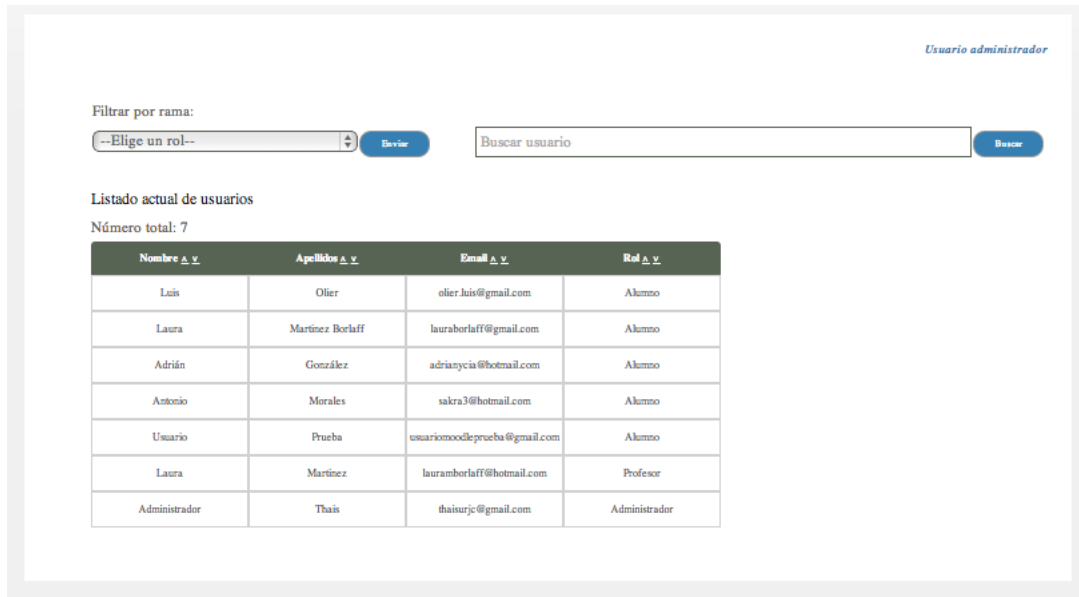 Usuario administrador
Filtrar por rama:
--Elige un rol-- Enviar Buscar usuario Buscar
Listado actual de usuarios
Número total: 7
Nombre ∧ ∨ Apellidos ∧ ∨ Email ∧ ∨ Rol ∧ ∨
Luis Olier olier.luis@gmail.com Alumno
Laura Martinez Borlaff lauraborlaff@gmail.com Alumno
Adrián González adrianycia@hotmail.com Alumno
Antonio Morales sakra3@hotmail.com Alumno
Usuario Prueba usuariomoodleprueba@gmail.com Alumno
Laura Martinez lauramborlaff@hotmail.com Profesor
Administrador Thais thaisurjc@gmail.com Administrador